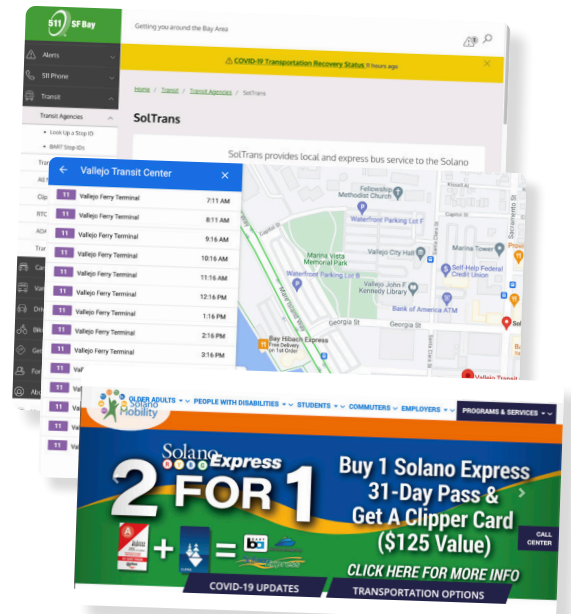 511 SF Bay
Getting you around the Bay Area
Alerts
511 Phone
Transit
Transit Agencies
Look Up a Stop ID
BART Stop IDs
COVID-19 Transportation Recovery Status 11 hours ago
Home / Transit / Transit Agencies / SolTrans
SolTrans
SolTrans provides local and express bus service to the Solano
Vallejo Transit Center
11 Vallejo Ferry Terminal 7:11 AM
11 Vallejo Ferry Terminal 8:11 AM
11 Vallejo Ferry Terminal 9:16 AM
11 Vallejo Ferry Terminal 10:16 AM
11 Vallejo Ferry Terminal 11:16 AM
11 Vallejo Ferry Terminal 12:16 PM
11 Vallejo Ferry Terminal 1:16 PM
11 Vallejo Ferry Terminal 2:16 PM
11 Vallejo Ferry Terminal 3:16 PM
11
11
11
11
11
Fellowship
Methodist Church
Waterfront Parking Lot F
Capitol St
Sacramento St
Santa Clara St
Marina Vista
Memorial Park
Vallejo City Hall
Marina Tower
Waterfront Parking Lot B
Self-Help Federal
Credit Union
Vallejo John F.
Kennedy Library
Mare Island Way
Bank of America ATM
Georgia St
Georgia St
Bay Hibachi Express
Free Delivery
on 1st Order
Vallejo Transit
Solano
Mobility
OLDER ADULTS
PEOPLE WITH DISABILITIES
STUDENTS
COMMUTERS
EMPLOYERS
PROGRAMS & SERVICES
Solano
Express
2 FOR 1
Buy 1 Solano Express
31-Day Pass &
Get A Clipper Card
($125 Value)
CLICK HERE FOR MORE INFO
CALL
CENTER
COVID-19 UPDATES
TRANSPORTATION OPTIONS